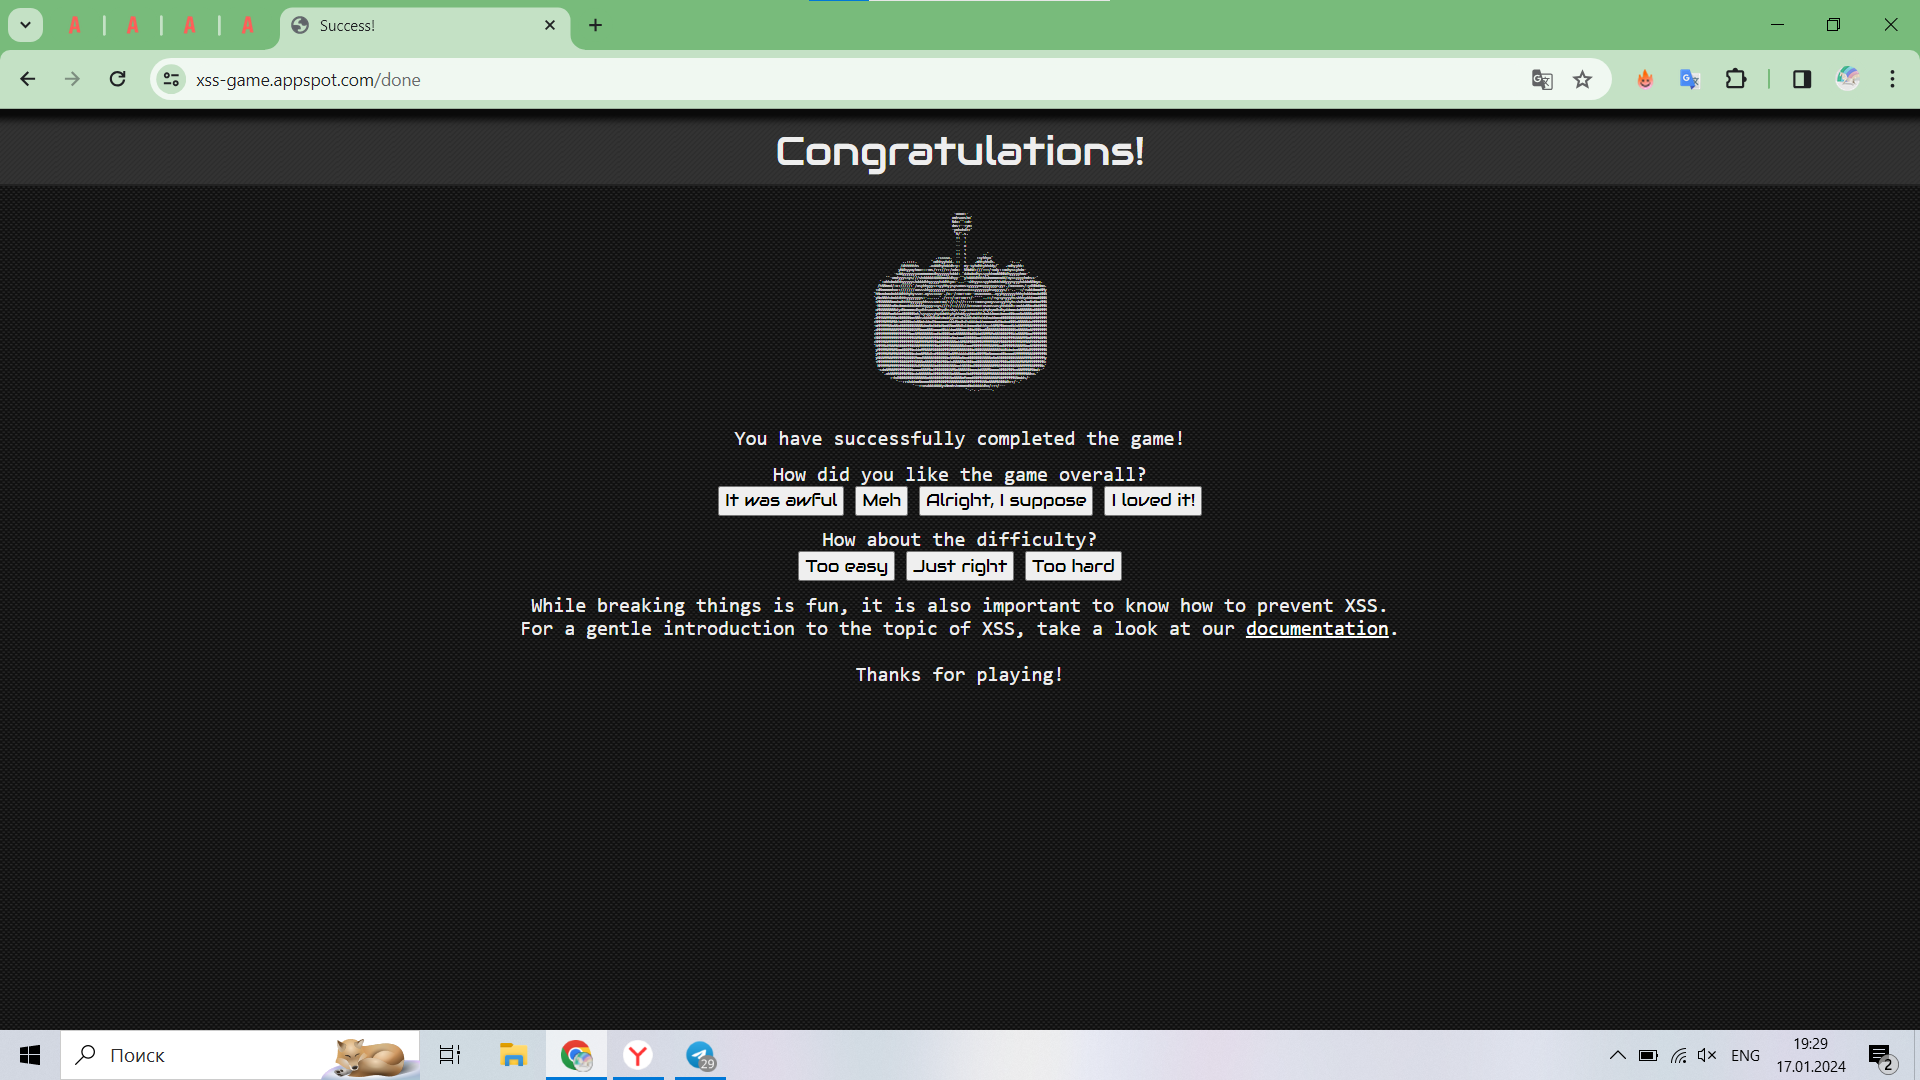 Success!
xss-game.appspot.com/done
Congratulations!
You have successfully completed the game!
How did you like the game overall?
It was awful Meh Alright, I suppose I loved it!
How about the difficulty?
Too easy Just right Too hard
While breaking things is fun, it is also important to know how to prevent XSS.
For a gentle introduction to the topic of XSS, take a look at our documentation.
Thanks for playing!
Поиск
29
ENG
19:29
17.01.2024
2